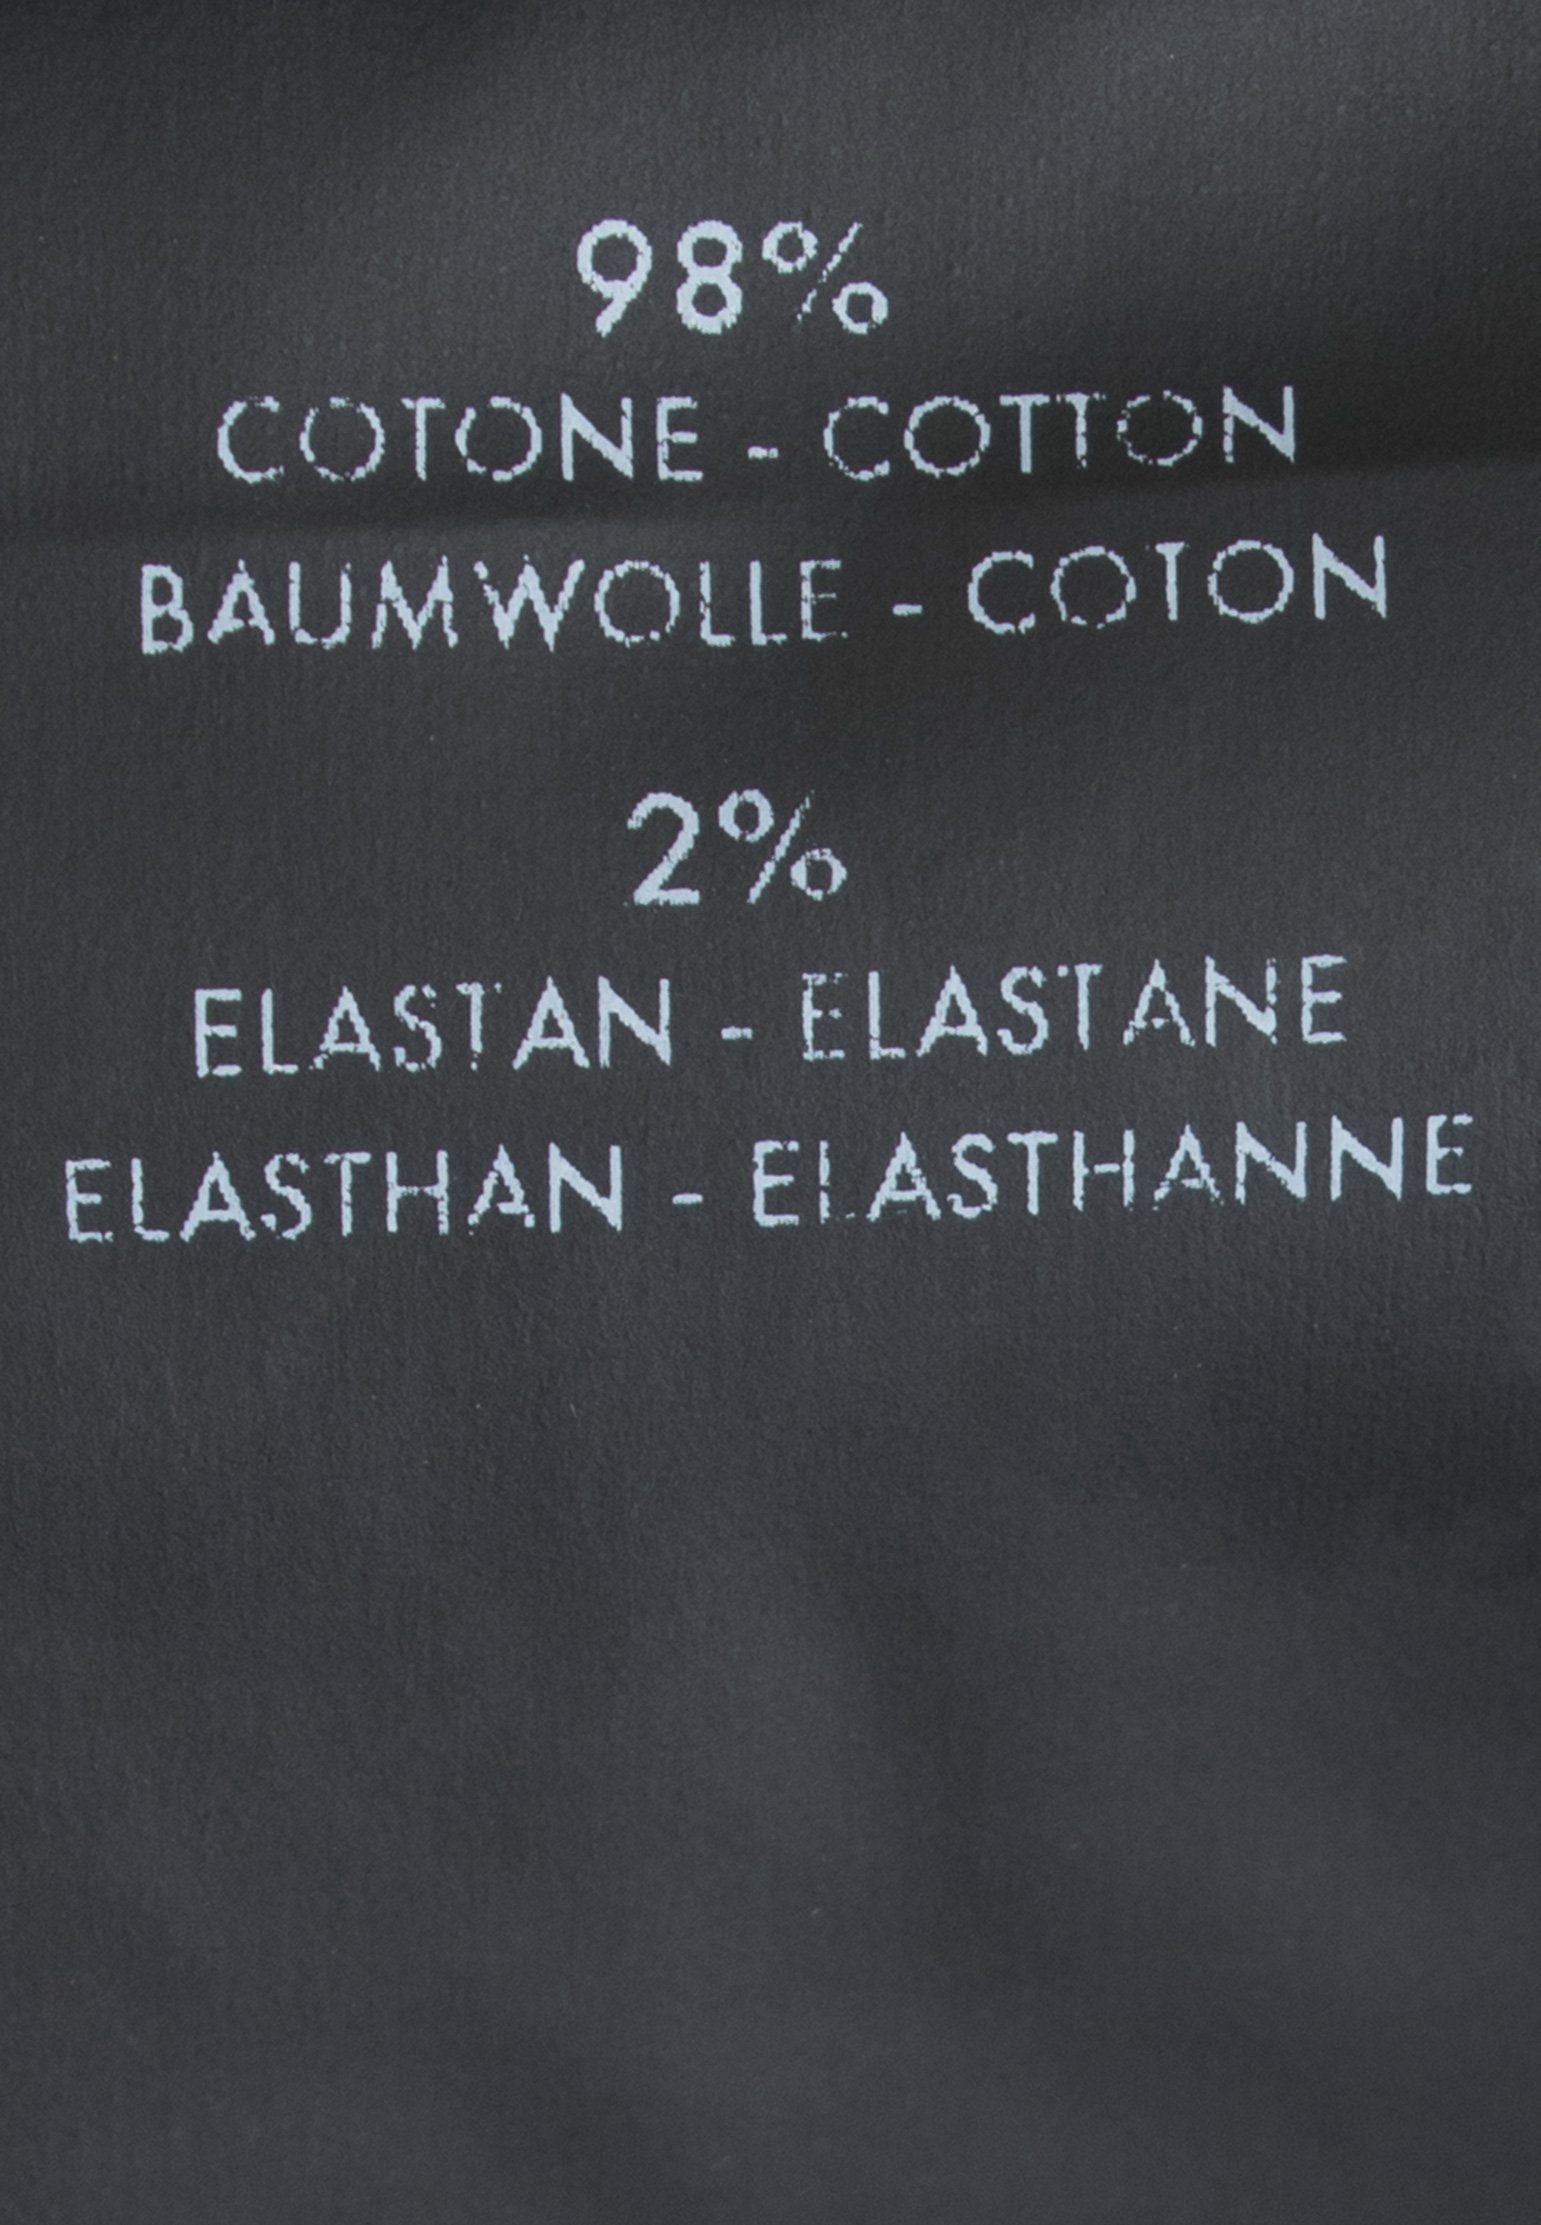 98%
COTONE - COTTON
BAUMWOLLE - COTON
2%
ELASTAN - ELASTANE
ELASTHAN - ELASTHANNE